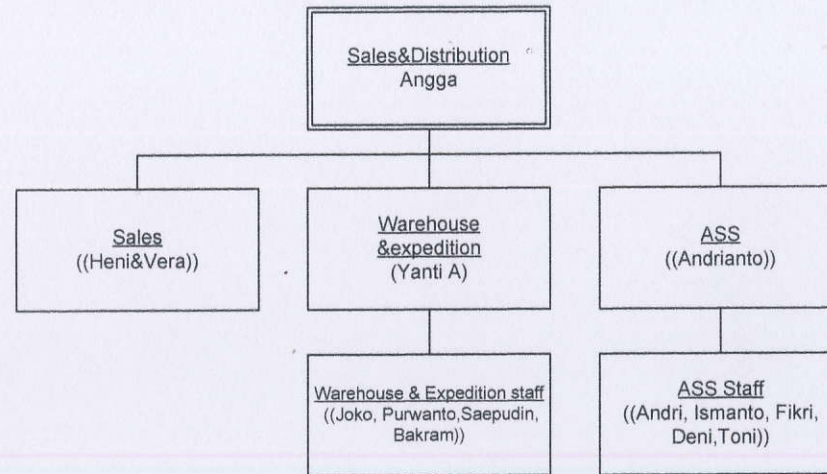 Sales&Distribution
Angga
Sales
((Heni&Vera))
Warehouse
&expedition
(Yanti A)
ASS
((Andrianto))
Warehouse & Expedition staff
((Joko, Purwanto,Saepudin,
Bakram))
ASS Staff
((Andri, Ismanto, Fikri,
Deni,Toni))